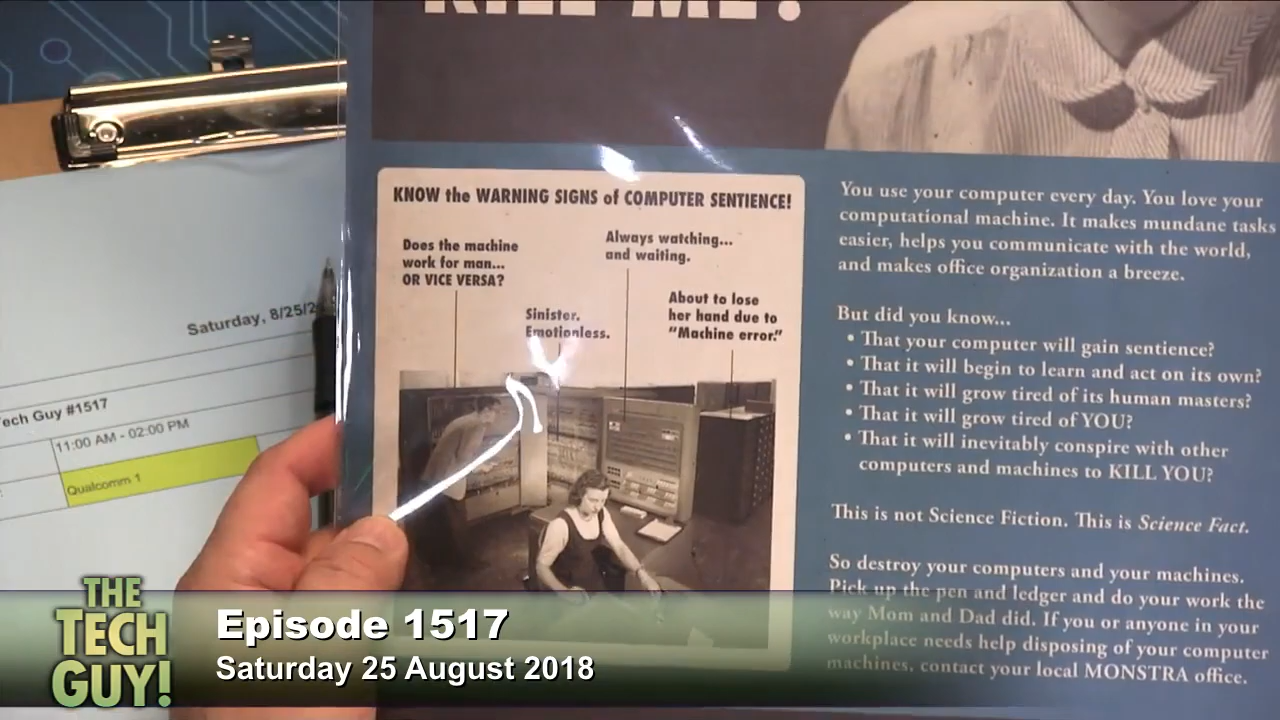 KILL ME?
KNOW the WARNING SIGNS of COMPUTER SENTIENCE!
Does the machine
work for man...
OR VICE VERSA?
Sinister.
Emotionless.
Always watching...
and waiting.
About to lose
her hand due to
"Machine error."
You use your computer every day. You love your
computational machine. It makes mundane tasks
easier, helps you communicate with the world,
and makes office organization a breeze.
But did you know...
• That your computer will gain sentience?
• That it will begin to learn and act on its own?
• That it will grow tired of its human masters?
• That it will grow tired of YOU?
• That it will inevitably conspire with other
computers and machines to KILL YOU?
This is not Science Fiction. This is Science Fact.
So destroy your computers and your machines.
Pick up the pen and ledger and do your work the
way Mom and Dad did. If you or anyone in your
workplace needs help disposing of your computer
machines, contact your local MONSTRA office.
Saturday, 8/25/2
Tech Guy #1517
11:00 AM - 02:00 PM
Qualcomm 1
THE
TECH
GUY!
Episode 1517
Saturday 25 August 2018